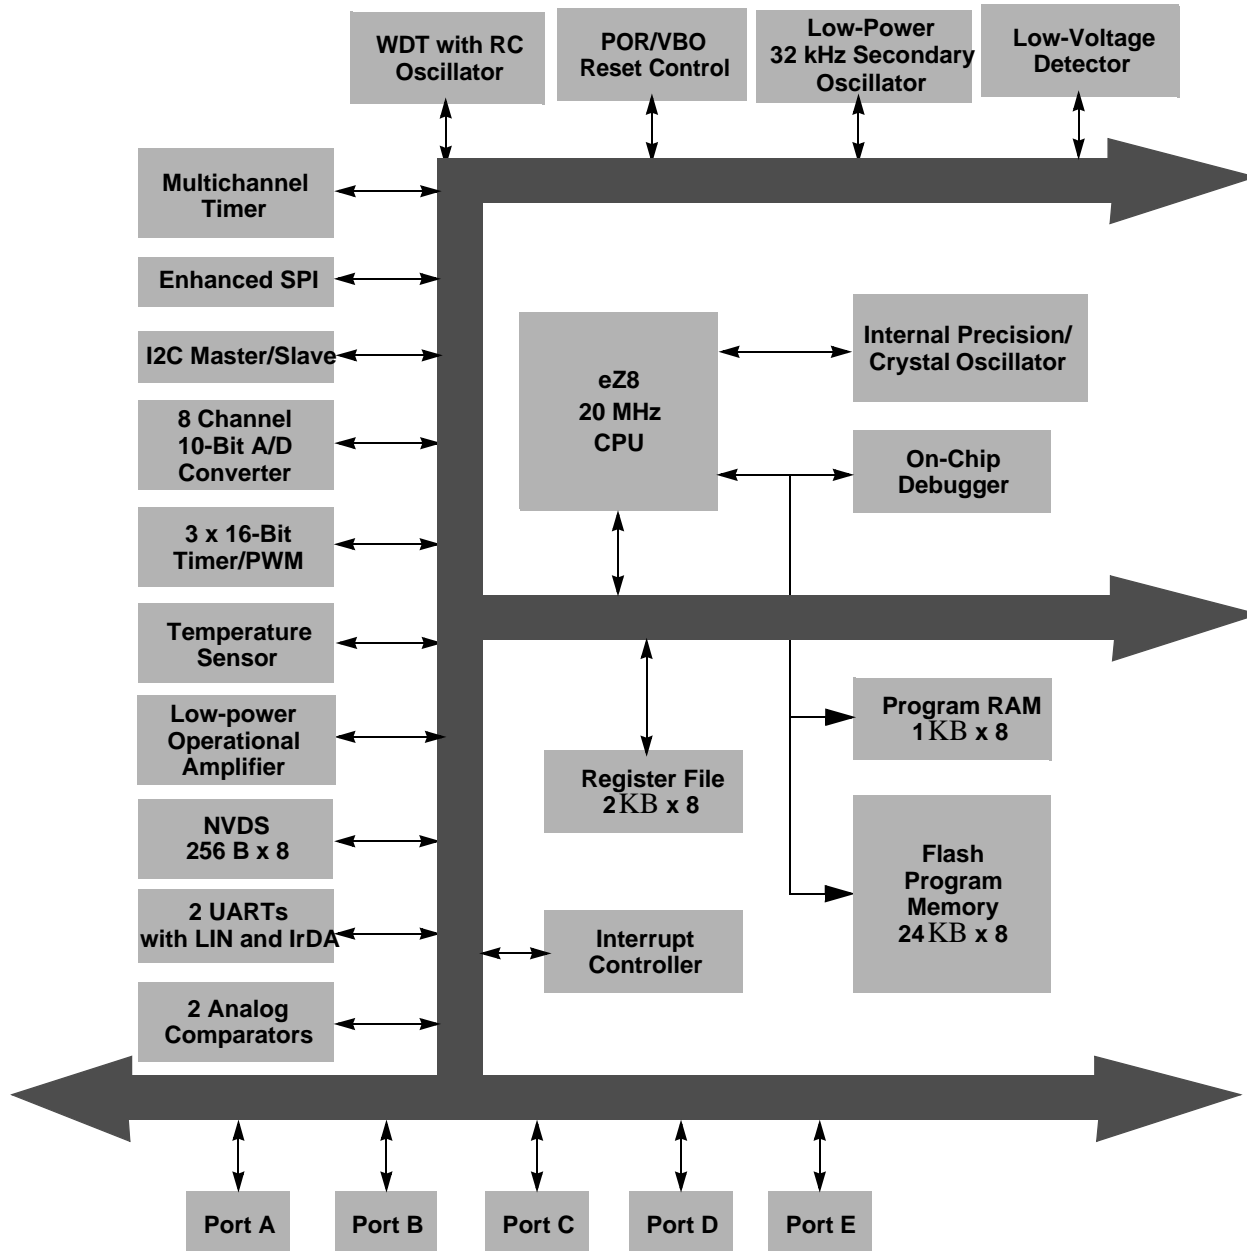 WDT with RC
Oscillator
POR/VBO
Reset Control
Low-Power
32 kHz Secondary
Oscillator
Low-Voltage
Detector
Multichannel
Timer
Enhanced SPI
I2C Master/Slave
8 Channel
10-Bit A/D
Converter
3 x 16-Bit
Timer/PWM
Temperature
Sensor
Low-power
Operational
Amplifier
NVDS
256 B x 8
2 UARTs
with LIN and IrDA
2 Analog
Comparators
eZ8
20 MHz
CPU
Internal Precision/
Crystal Oscillator
On-Chip
Debugger
Register File
2KB x 8
Interrupt
Controller
Program RAM
1KB x 8
Flash
Program
Memory
24KB x 8
Port A
Port B
Port C
Port D
Port E